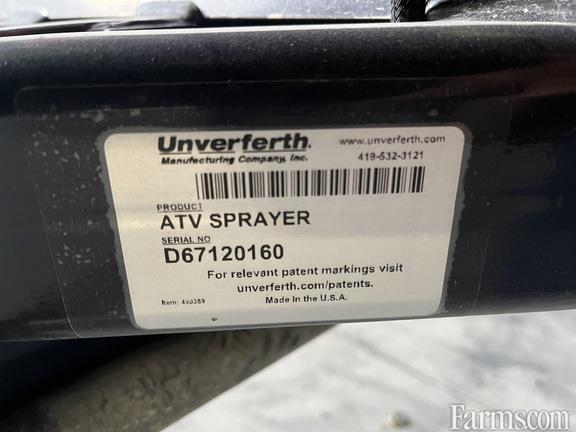 Unverferth.
Manufacturing Company, Inc.
www.unverferth.com
419-532-3121
PRODUCT
ATV SPRAYER
SERIAL NO
D67120160
For relevant patent markings visit
unverferth.com/patents.
Item:
Made in the U.S.A.
Farms.com